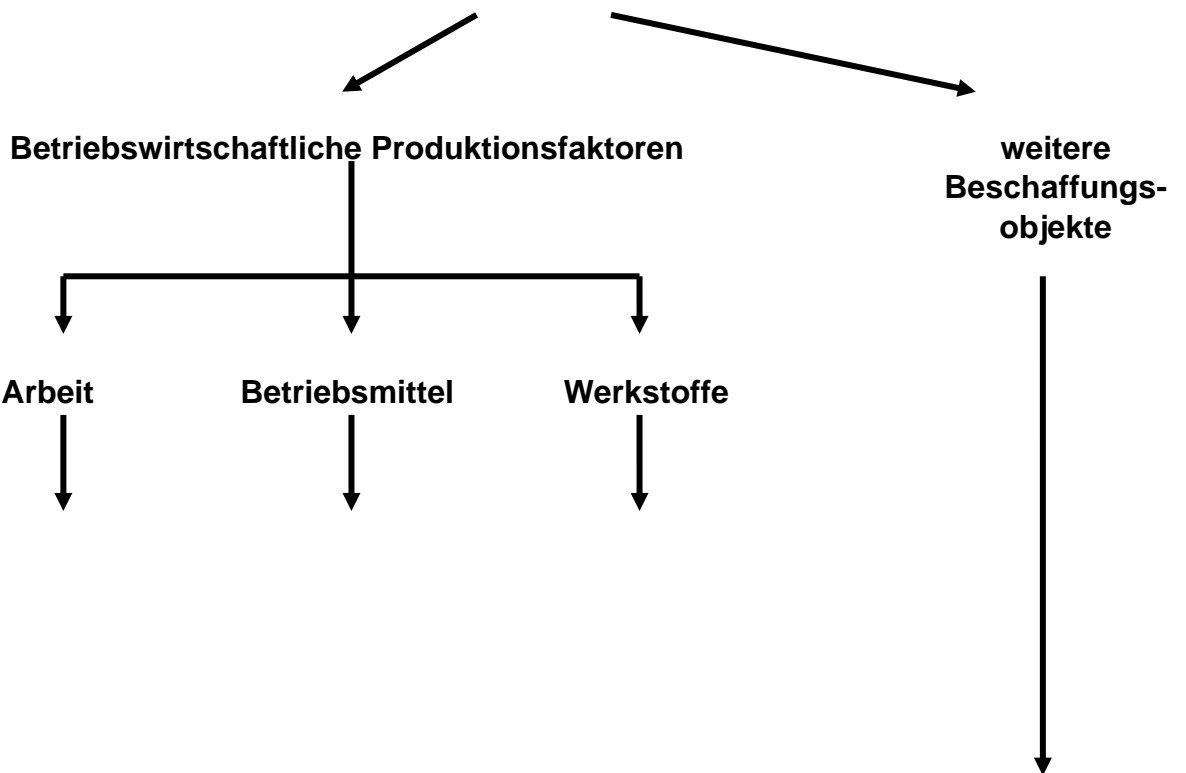 Betriebswirtschaftliche Produktionsfaktoren
weitere
Beschaffungs-
objekte
Arbeit
Betriebsmittel
Werkstoffe